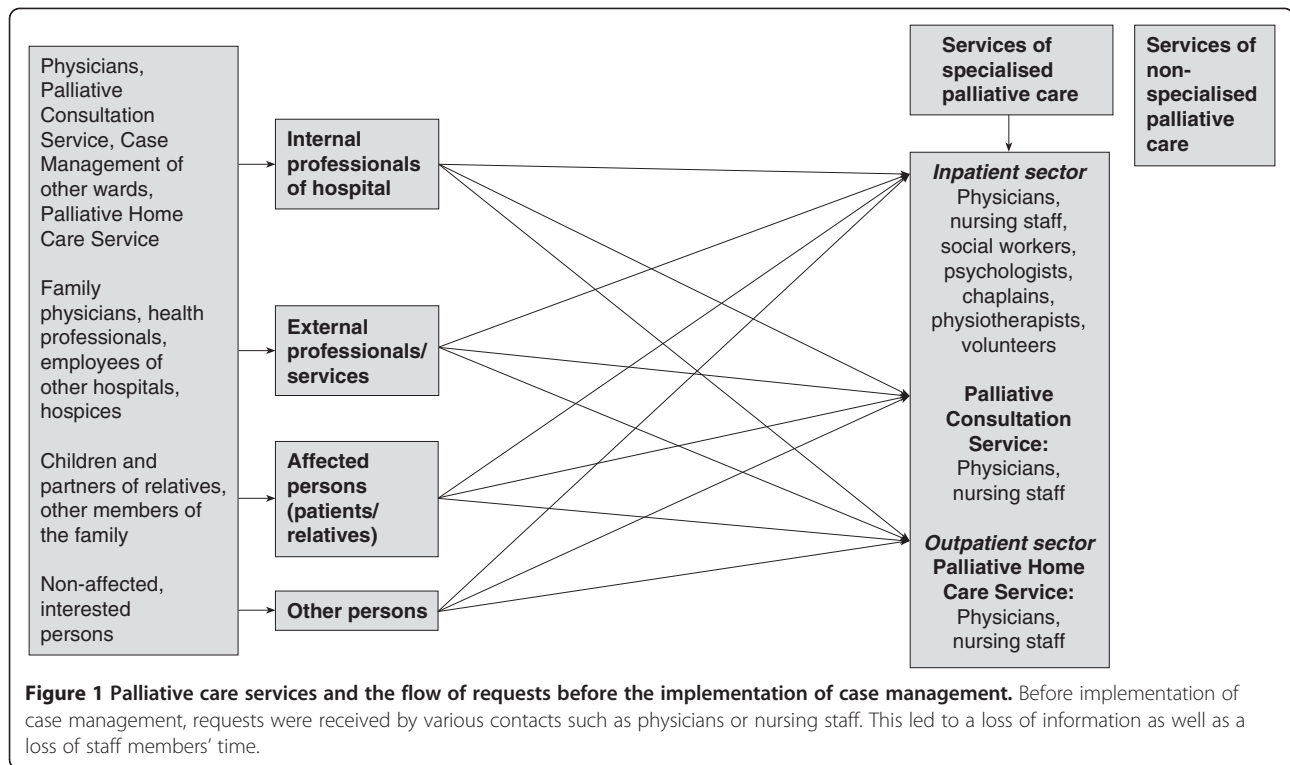 Physicians,
Palliative
Consultation
Service, Case
Management of
other wards,
Palliative Home
Care Service
Family
physicians, health
professionals,
employees of
other hospitals,
hospices
Children and
partners of relatives,
other members of
the family
Non-affected,
interested
persons
Internal
professionals
of hospital
External
professionals/
services
Affected
persons
(patients/
relatives)
Other persons
Services of
specialised
palliative care
Services of
non-
specialised
palliative
care
Inpatient sector
Physicians,
nursing staff,
social workers,
psychologists,
chaplains,
physiotherapists,
volunteers
Palliative
Consultation
Service:
Physicians,
nursing staff
Outpatient sector
Palliative Home
Care Service:
Physicians,
nursing staff
Figure 1 Palliative care services and the flow of requests before the implementation of case management. Before implementation of
case management, requests were received by various contacts such as physicians or nursing staff. This led to a loss of information as well as a
loss of staff members' time.